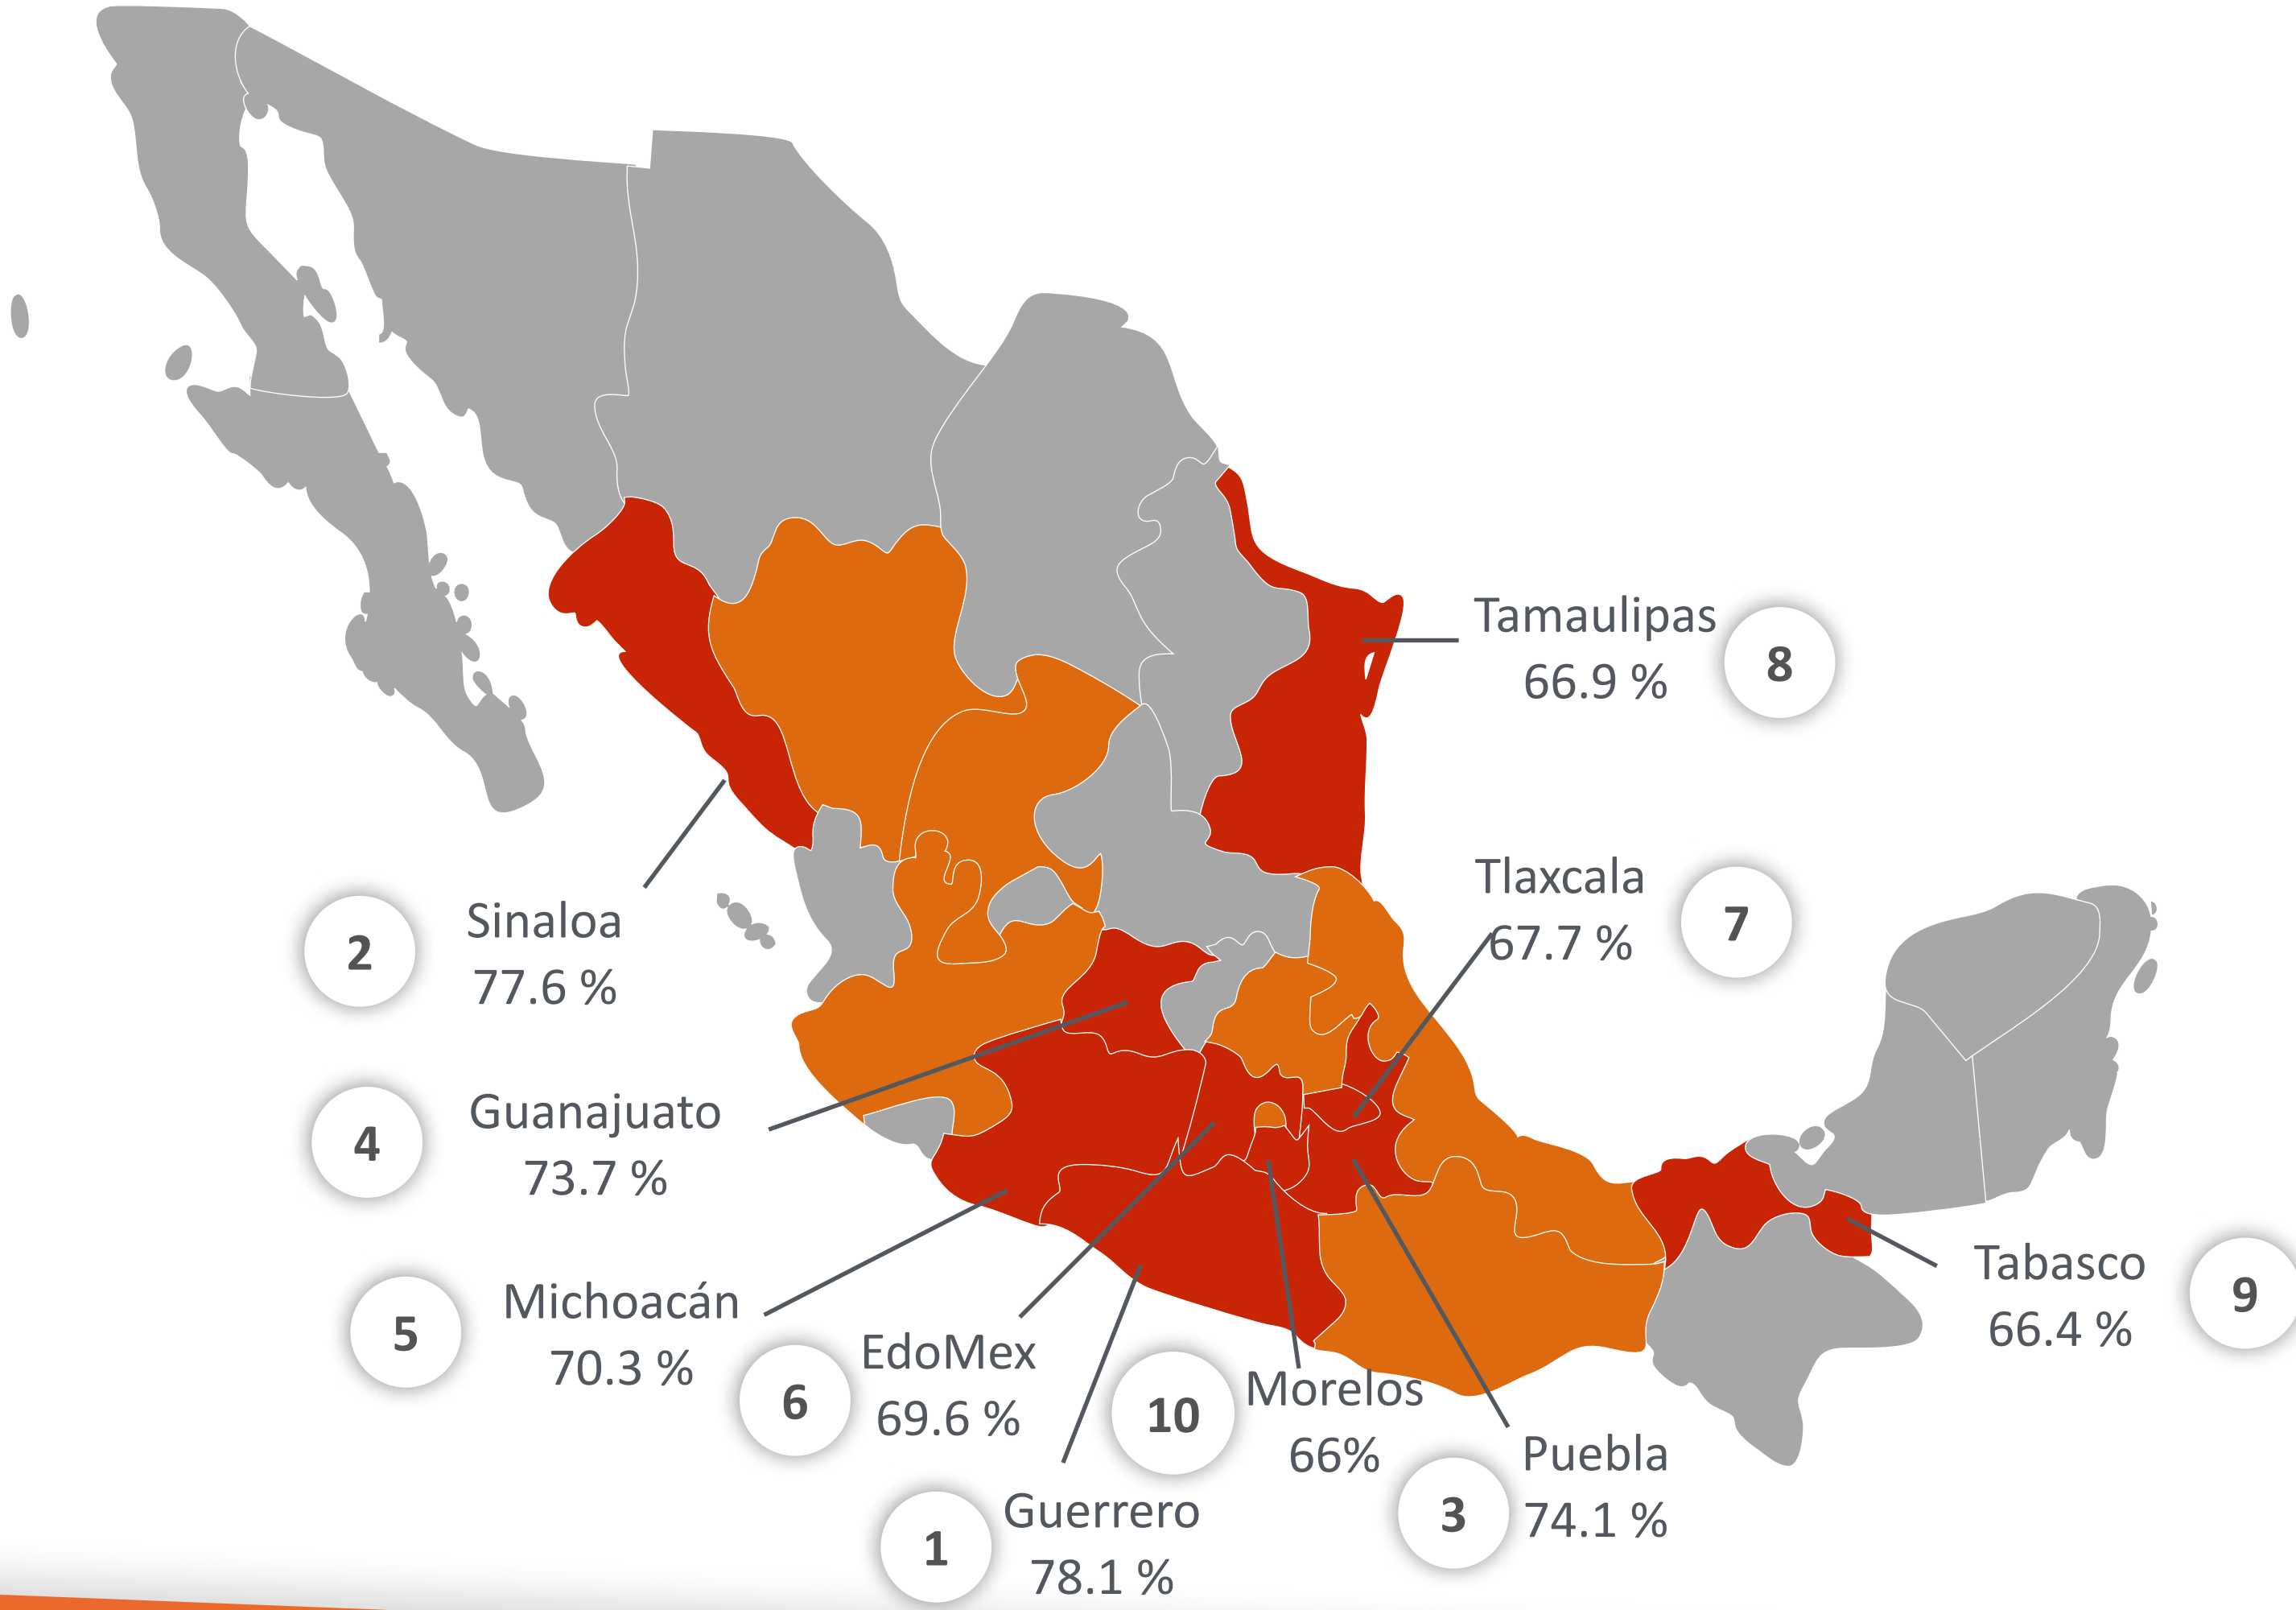 Tamaulipas
66.9 %
8
Tlaxcala
67.7 %
7
2
Sinaloa
77.6 %
4
Guanajuato
73.7 %
5
Michoacán
70.3 %
6
EdoMex
69.6 %
10
Morelos
66%
Tabasco
66.4 %
9
3
Puebla
74.1 %
1
Guerrero
78.1 %